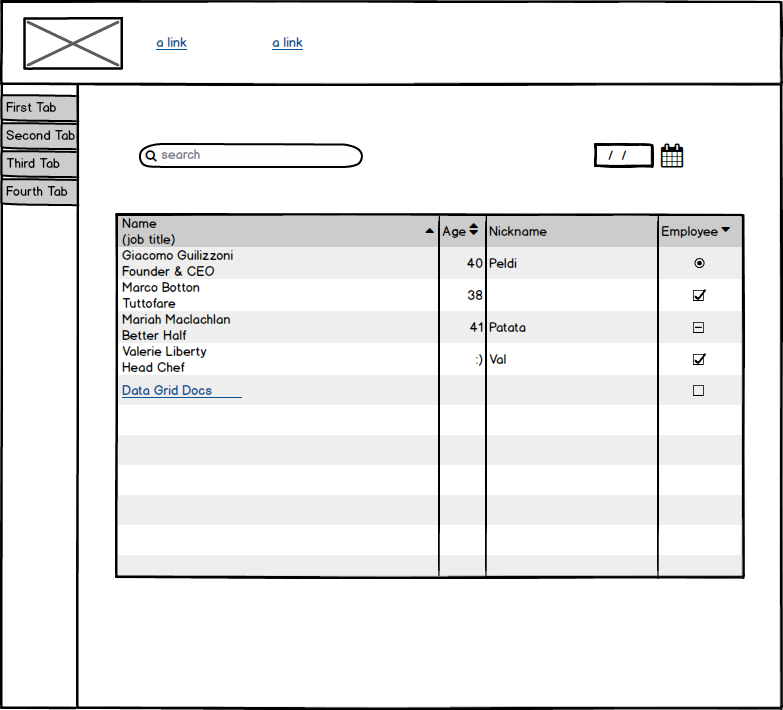 a link
a link
First Tab
Second Tab
Third Tab
Fourth Tab
search
/ /
Name
(job title)
Age
Nickname
Employee
Giacomo Guilizzoni
Founder & CEO
40
Peldi
Marco Botton
Tuttofare
38
Mariah Maclachlan
Better Half
41
Patata
Valerie Liberty
Head Chef
:)
Val
Data Grid Docs